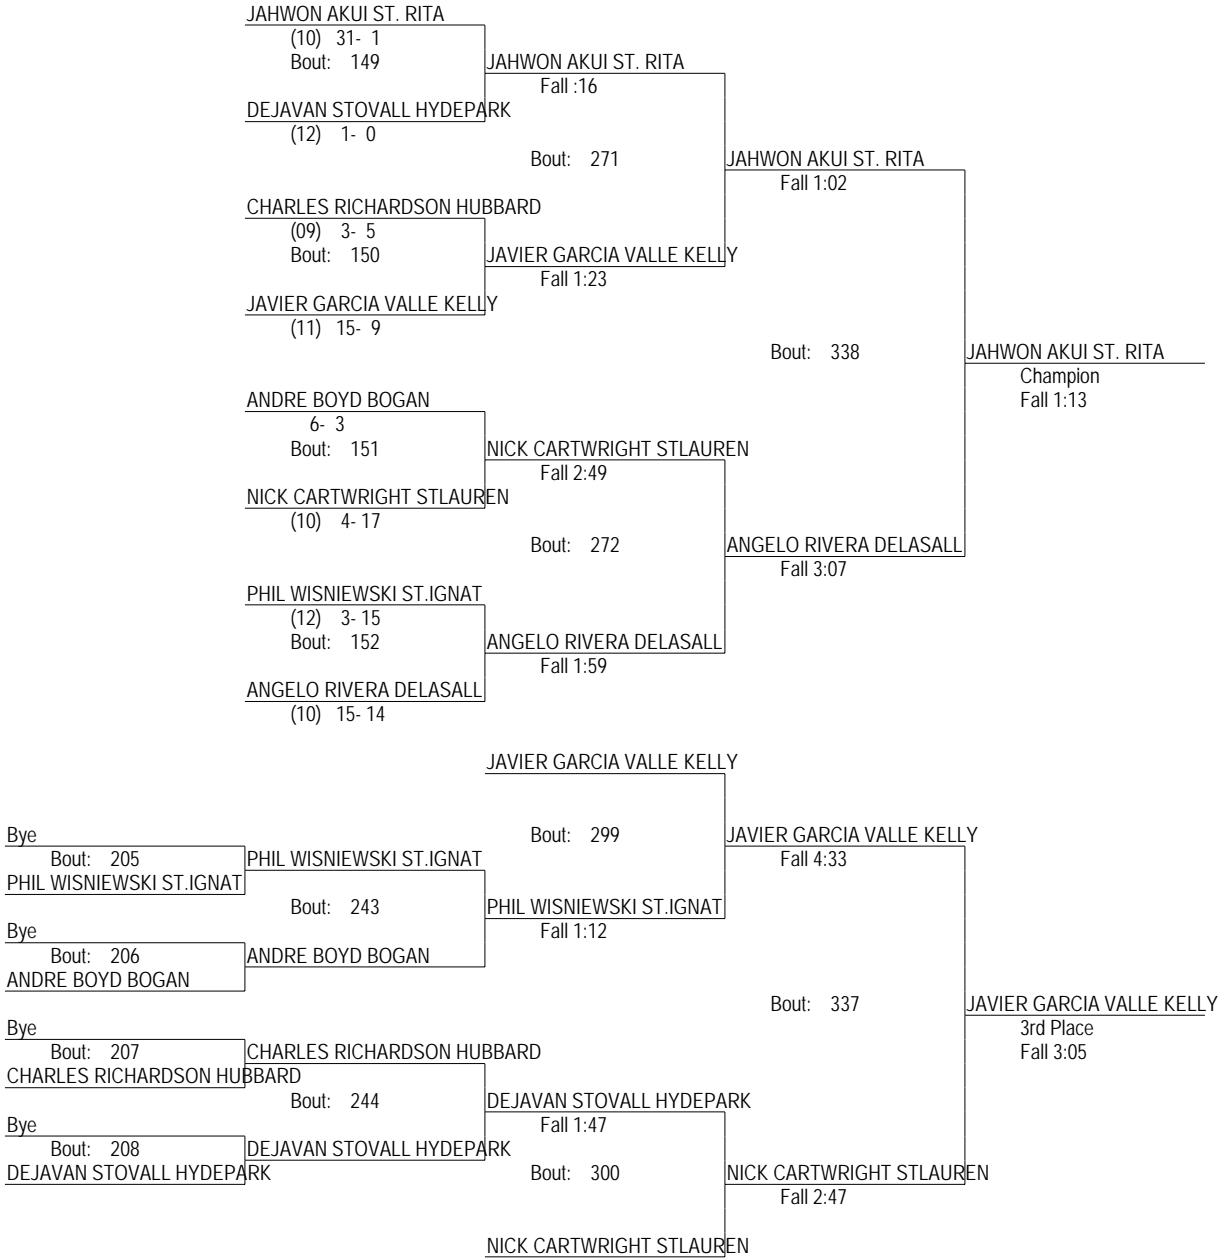 JAHWON AKUI ST. RITA
(10) 31- 1
Bout: 149
JAHWON AKUI ST. RITA
Fall :16
DEJAVAN STOVALL HYDEPARK
(12) 1- 0
Bout: 271
JAHWON AKUI ST. RITA
Fall 1:02
CHARLES RICHARDSON HUBBARD
(09) 3- 5
Bout: 150
JAVIER GARCIA VALLE KELLY
Fall 1:23
JAVIER GARCIA VALLE KELLY
(11) 15- 9
Bout: 338
JAHWON AKUI ST. RITA
Champion
Fall 1:13
ANDRE BOYD BOGAN
6- 3
Bout: 151
NICK CARTWRIGHT STLAUREN
Fall 2:49
NICK CARTWRIGHT STLAUREN
(10) 4- 17
Bout: 272
ANGELO RIVERA DELASALL
Fall 3:07
PHIL WISNIEWSKI ST.IGNAT
(12) 3- 15
Bout: 152
ANGELO RIVERA DELASALL
Fall 1:59
ANGELO RIVERA DELASALL
(10) 15- 14
JAVIER GARCIA VALLE KELLY
Bout: 299
JAVIER GARCIA VALLE KELLY
Fall 4:33
Bye
Bout: 205
PHIL WISNIEWSKI ST.IGNAT
PHIL WISNIEWSKI ST.IGNAT
Bout: 243
PHIL WISNIEWSKI ST.IGNAT
Fall 1:12
Bye
Bout: 206
ANDRE BOYD BOGAN
ANDRE BOYD BOGAN
Bout: 337
JAVIER GARCIA VALLE KELLY
3rd Place
Fall 3:05
Bye
Bout: 207
CHARLES RICHARDSON HUBBARD
CHARLES RICHARDSON HUBBARD
Bout: 244
DEJAVAN STOVALL HYDEPARK
Fall 1:47
Bye
Bout: 208
DEJAVAN STOVALL HYDEPARK
DEJAVAN STOVALL HYDEPARK
Bout: 300
NICK CARTWRIGHT STLAUREN
Fall 2:47
NICK CARTWRIGHT STLAUREN